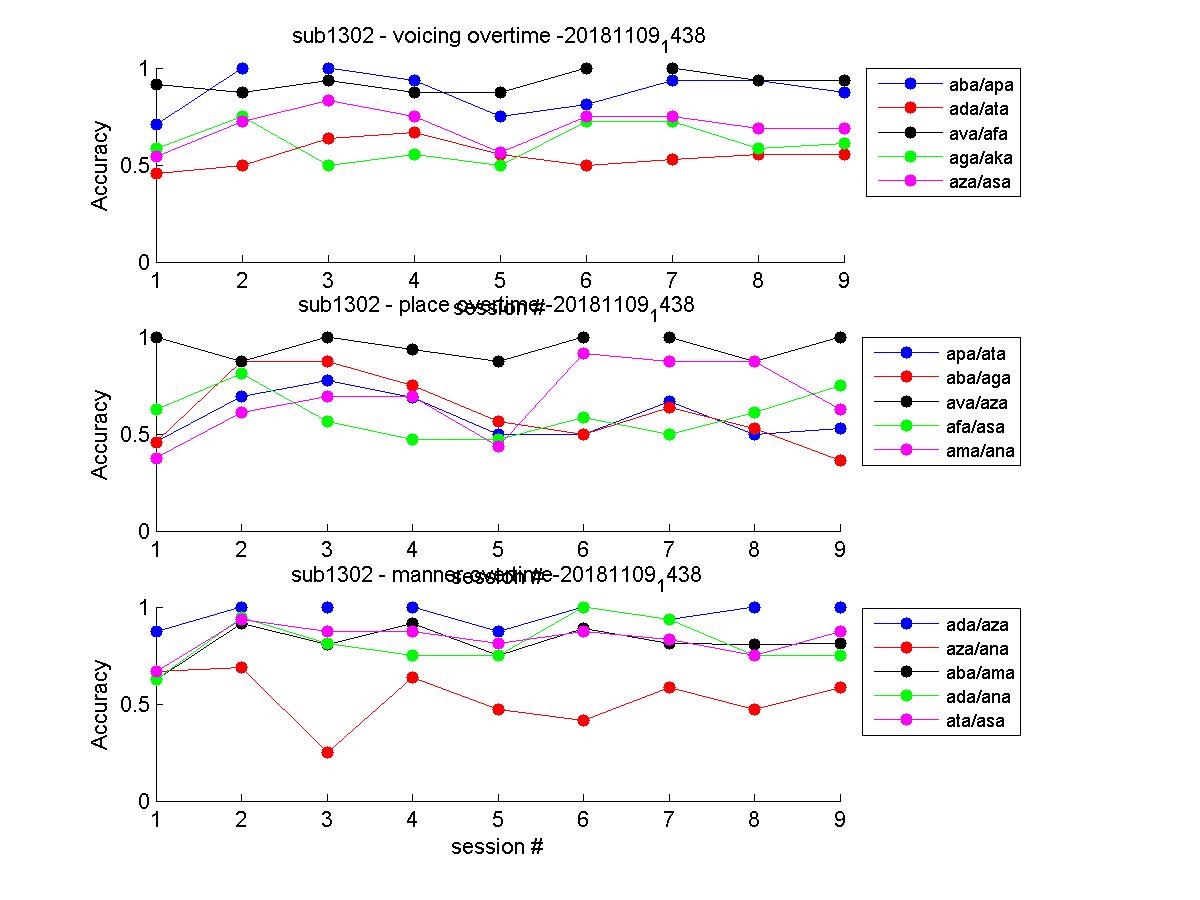 sub1302 - voicing overtime -20181109₁438
1
0.5
0
Accuracy
1 2 3 4 5 6 7 8 9
session #
aba/apa
ada/ata
ava/afa
aga/aka
aza/asa
sub1302 - place overtime -20181109₁438
1
0.5
0
Accuracy
1 2 3 4 5 6 7 8 9
session #
apa/ata
aba/aga
ava/aza
afa/asa
ama/ana
sub1302 - manner overtime -20181109₁438
1
0.5
0
Accuracy
1 2 3 4 5 6 7 8 9
session #
ada/aza
aza/ana
aba/ama
ada/ana
ata/asa